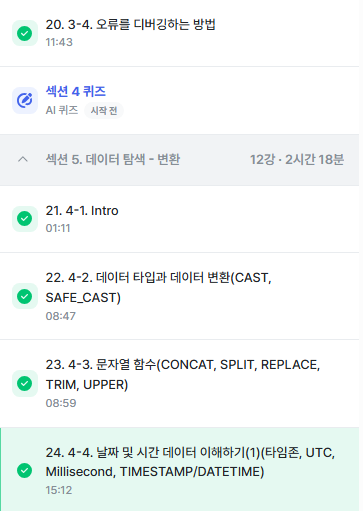 20. 3-4. 오류를 디버깅하는 방법
11:43
섹션 4 퀴즈
AI 퀴즈 시작 전
섹션 5. 데이터 탐색 - 변환 12강 · 2시간 18분
21. 4-1. Intro
01:11
22. 4-2. 데이터 타입과 데이터 변환(CAST,
SAFE_CAST)
08:47
23. 4-3. 문자열 함수(CONCAT, SPLIT, REPLACE,
TRIM, UPPER)
08:59
24. 4-4. 날짜 및 시간 데이터 이해하기(1)(타임존, UTC,
Millisecond, TIMESTAMP/DATETIME)
15:12